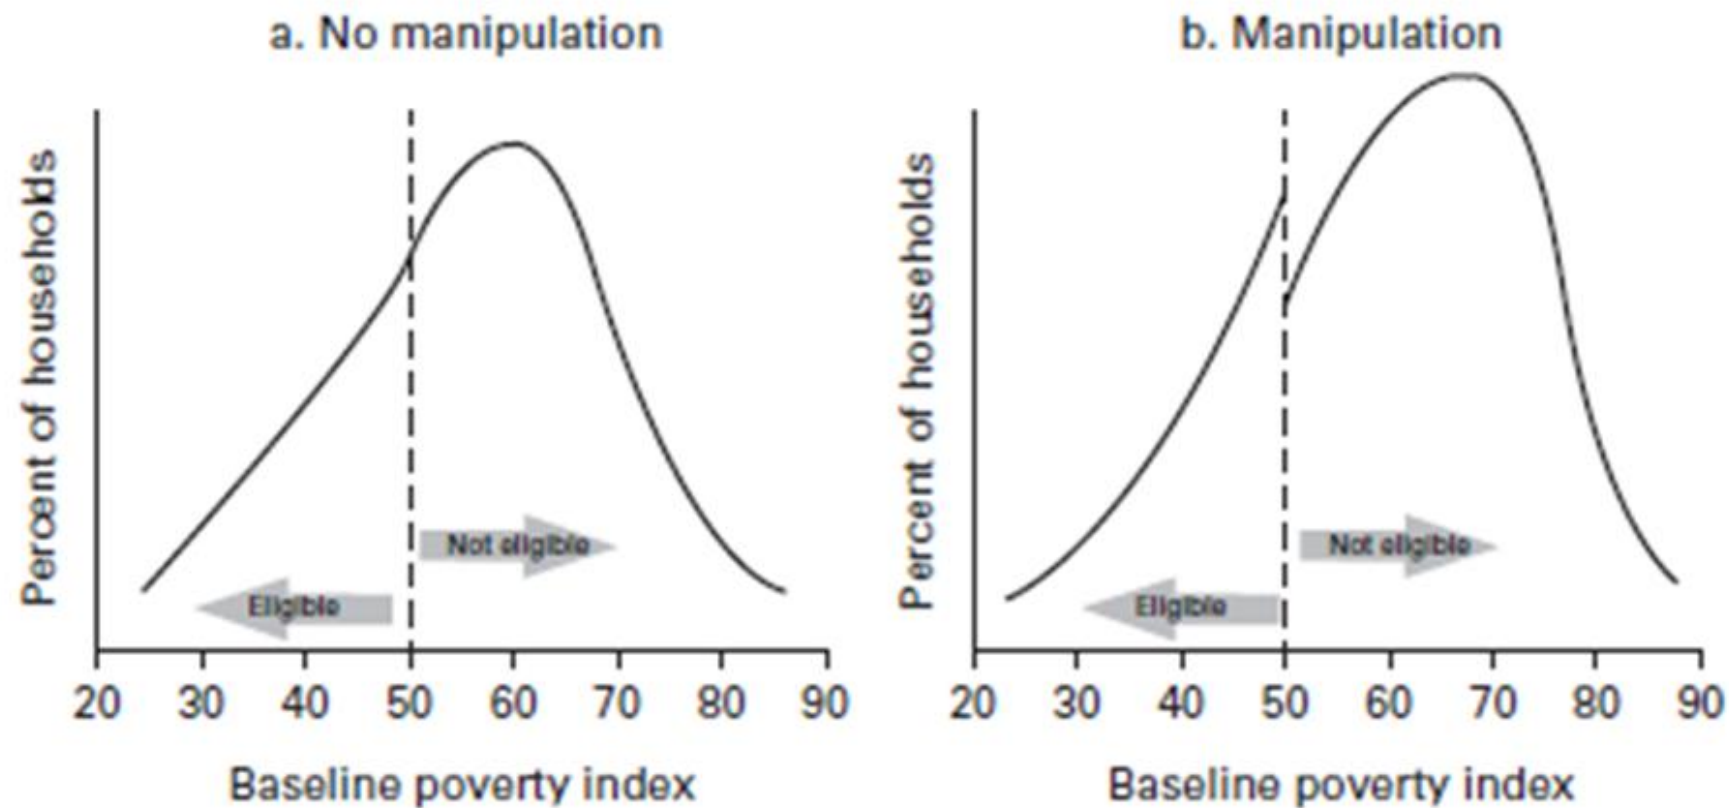 a. No manipulation
Percent of households
Not eligible
Eligible
20 30 40 50 60 70 80 90
Baseline poverty index
b. Manipulation
Percent of households
Not eligible
Eligible
20 30 40 50 60 70 80 90
Baseline poverty index